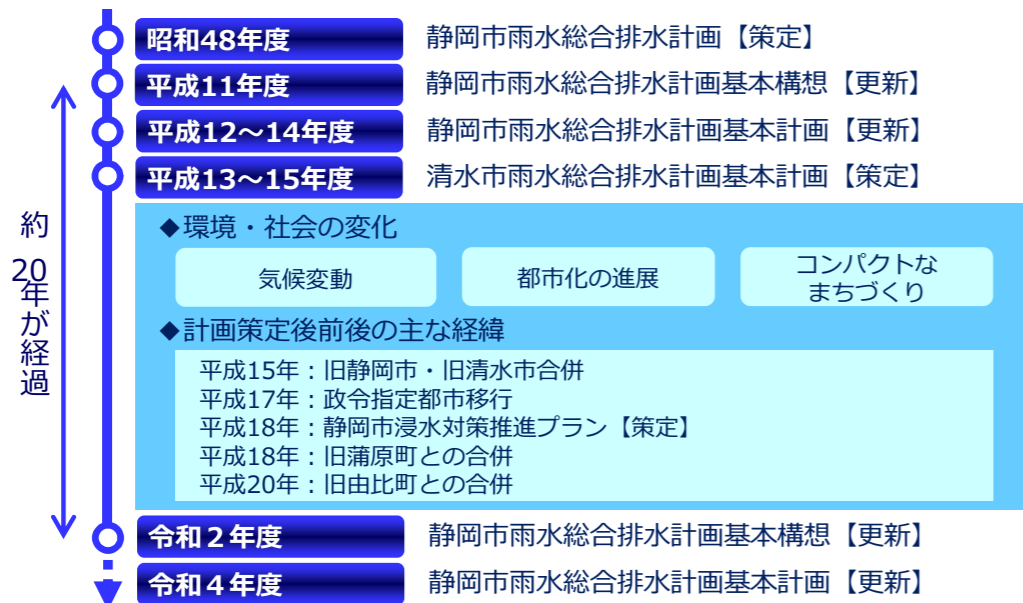 昭和48年度 静岡市雨水総合排水計画【策定】
平成11年度 静岡市雨水総合排水計画基本構想【更新】
平成12～14年度 静岡市雨水総合排水計画基本計画【更新】
平成13～15年度 清水市雨水総合排水計画基本計画【策定】
約20年が経過
◆環境・社会の変化
気候変動
都市化の進展
コンパクトな
まちづくり
◆計画策定後前後の主な経緯
平成15年：旧静岡市・旧清水市合併
平成17年：政令指定都市移行
平成18年：静岡市浸水対策推進プラン【策定】
平成18年：旧蒲原町との合併
平成20年：旧由比町との合併
令和２年度 静岡市雨水総合排水計画基本構想【更新】
令和４年度 静岡市雨水総合排水計画基本計画【更新】